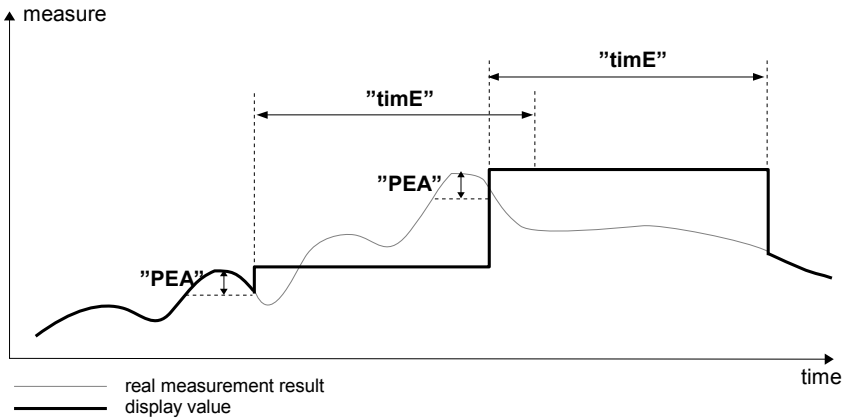 measure
”timE”
”timE”
”PEA”
”PEA”
time
real measurement result
display value